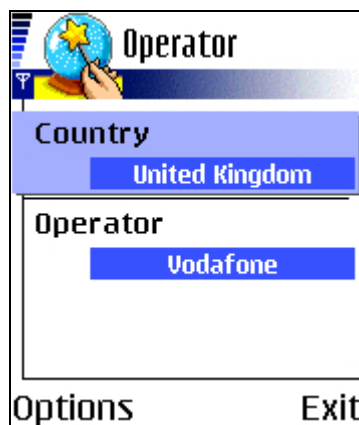 Operator
Country
United Kingdom
Operator
Vodafone
Options Exit